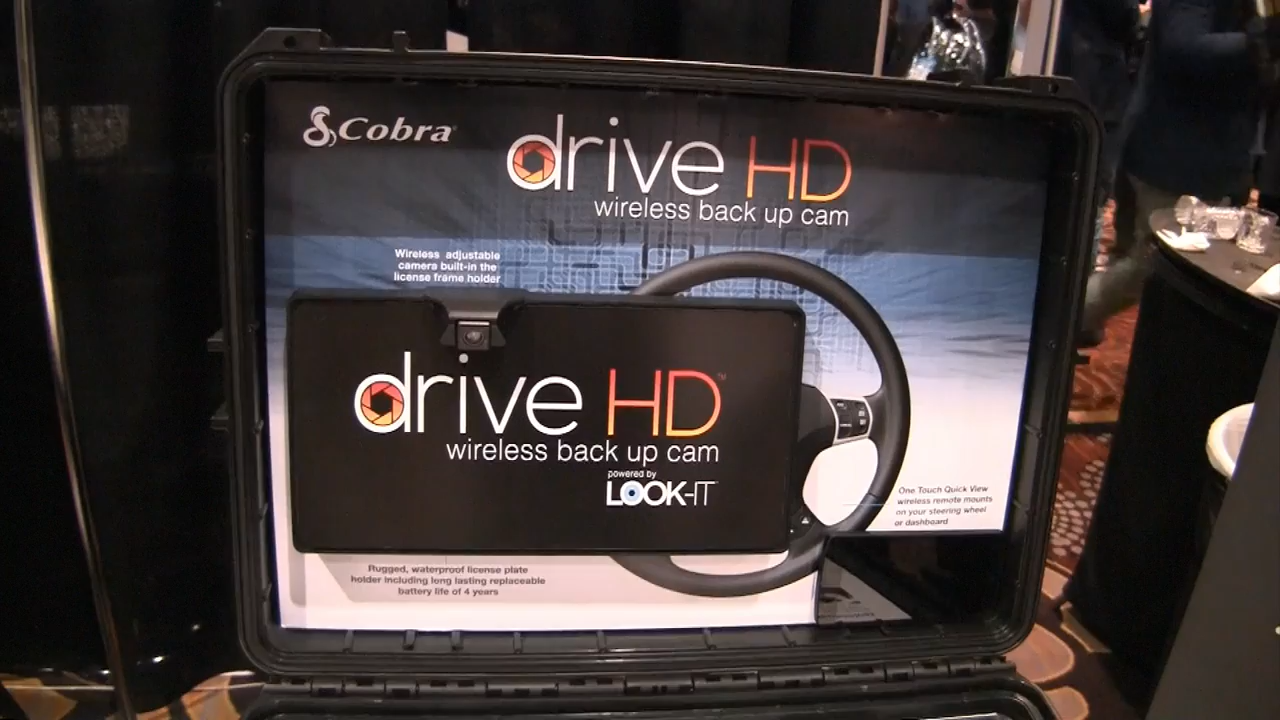 Cobra
drive HD
wireless back up cam
Wireless adjustable
camera built-in the
license frame holder
drive HD™
wireless back up cam
powered by
LOOK-IT
One Touch Quick View
wireless remote mounts
on your steering wheel
or dashboard
Rugged, waterproof license plate
holder including long lasting replaceable
battery life of 4 years